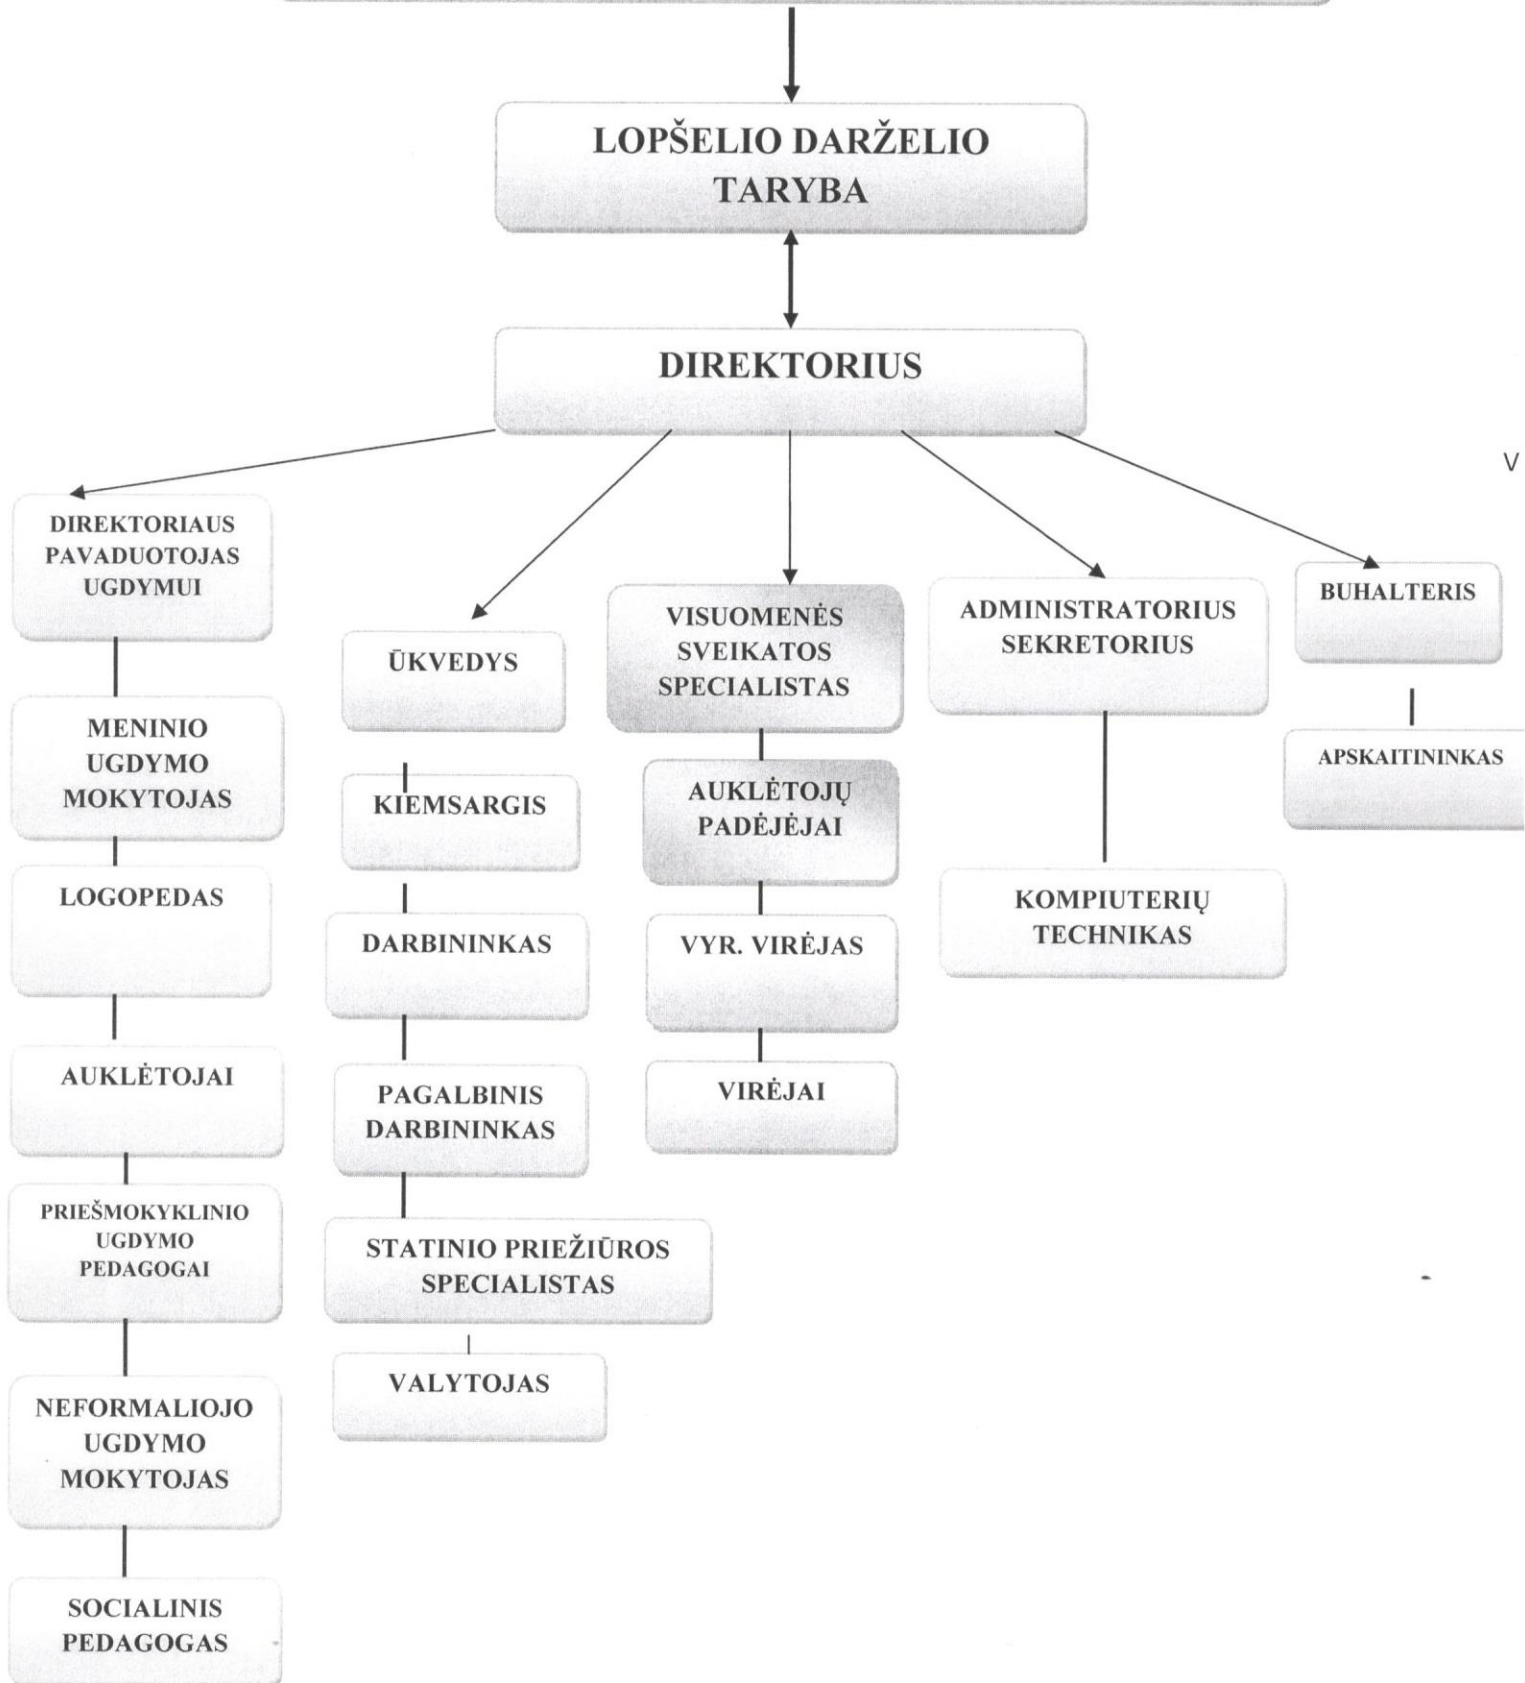 LOPŠELIO DARŽELIO
TARYBA
DIREKTORIUS
V
DIREKTORIAUS
PAVADUOTOJAS
UGDYMUI
MENINIO
UGDYMO
MOKYTOJAS
LOGOPEDAS
AUKLĖTOJAI
PRIEŠMOKYKLINIO
UGDYMO
PEDAGOGAI
NEFORMALIOJO
UGDYMO
MOKYTOJAS
SOCIALINIS
PEDAGOGAS
ŪKVEDYS
KIEMSARGIS
DARBININKAS
PAGALBINIS
DARBININKAS
STATINIO PRIEŽIŪROS
SPECIALISTAS
VALYTOJAS
VISUOMENĖS
SVEIKATOS
SPECIALISTAS
AUKLĖTOJŲ
PADĖJĖJAI
VYR. VIRĖJAS
VIRĖJAI
ADMINISTRATORIUS
SEKRETORIUS
KOMPIUTERIŲ
TECHNIKAS
BUHALTERIS
APSKAITININKAS